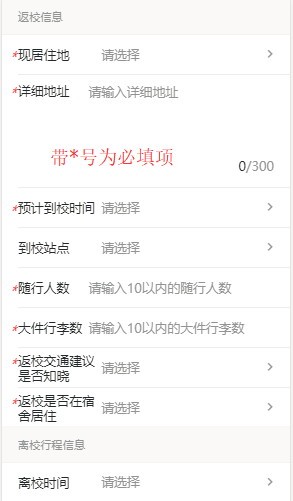 返校信息
*现居住地 请选择
*详细地址 请输入详细地址
带*号为必填项
0/300
*预计到校时间 请选择
到校站点 请选择
*随行人数 请输入10以内的随行人数
*大件行李数 请输入10以内的大件行李数
*返校交通建议 请选择
是否知晓
*返校是否在宿 请选择
舍居住
离校行程信息
离校时间 请选择